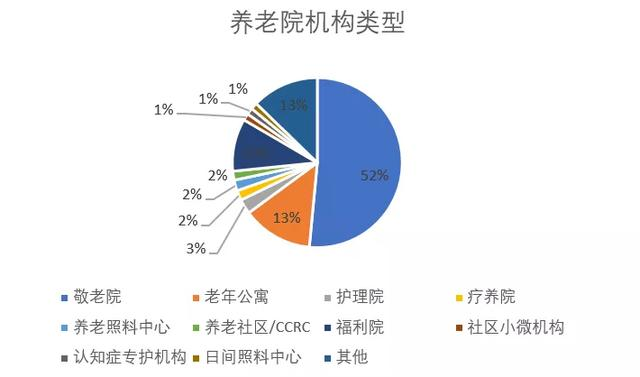 养老院机构类型
1%
1%
1%
13%
2%
2%
52%
2%
13%
3%
敬老院 老年公寓 护理院 疗养院
养老照料中心 养老社区/CCRC 福利院 社区小微机构
认知症专护机构 日间照料中心 其他